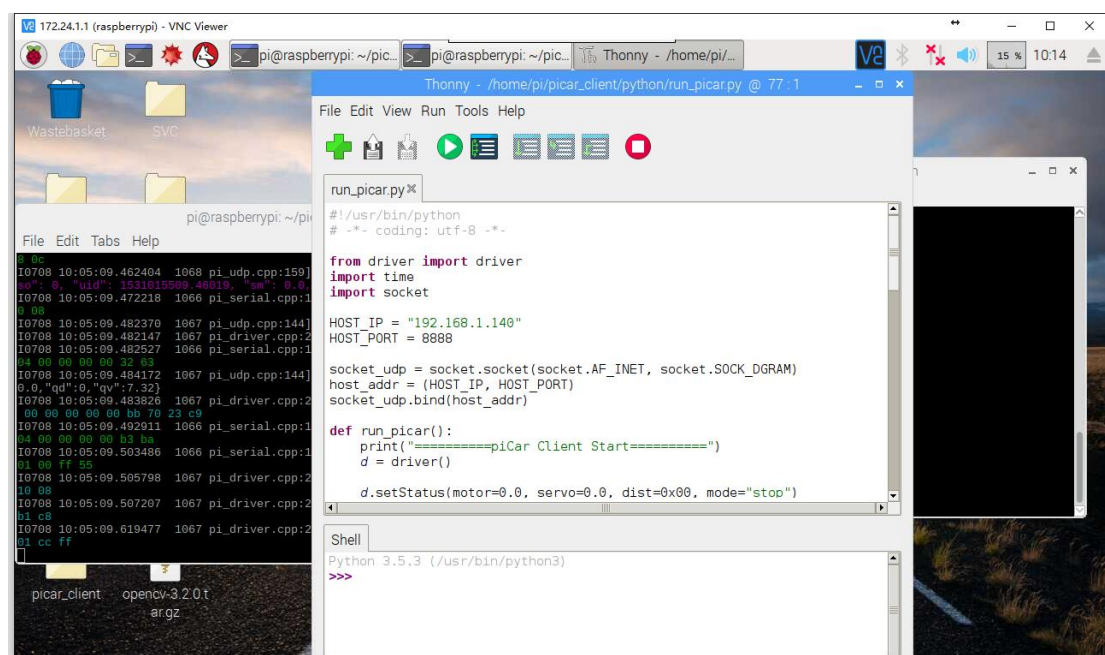 172.24.1.1 (raspberrypi) - VNC Viewer
pi@raspberrypi: ~/pic... pi@raspberrypi: ~/pic... Thonny - /home/pi/... 15 % 10:14
Wastebasket
SVC
pi@raspberrypi: ~/pi
File Edit Tabs Help
8 0c
I0708 10:05:09.462404 1068 pi_udp.cpp:159]
so": 0, "uid": 1531015509.46019, "sm": 0.0,
I0708 10:05:09.472218 1066 pi_serial.cpp:1
0 08
I0708 10:05:09.482370 1067 pi_udp.cpp:144]
I0708 10:05:09.482147 1067 pi_driver.cpp:2
I0708 10:05:09.482527 1066 pi_serial.cpp:1
04 00 00 00 00 32 63
I0708 10:05:09.484172 1067 pi_udp.cpp:144]
0.0,"qd":0,"qv":7.32}
I0708 10:05:09.483826 1067 pi_driver.cpp:2
00 00 00 00 00 bb 70 23 c9
I0708 10:05:09.492911 1066 pi_serial.cpp:1
04 00 00 00 00 b3 ba
I0708 10:05:09.503486 1066 pi_serial.cpp:1
01 00 ff 55
I0708 10:05:09.505798 1067 pi_driver.cpp:2
10 08
I0708 10:05:09.507207 1067 pi_driver.cpp:2
b1 c8
I0708 10:05:09.619477 1067 pi_driver.cpp:2
01 cc ff
picar_client
opencv-3.2.0.t
ar.gz
Thonny - /home/pi/picar_client/python/run_picar.py @ 77 : 1
File Edit View Run Tools Help
run_picar.py
#!/usr/bin/python
# -*- coding: utf-8 -*-
from driver import driver
import time
import socket
HOST_IP = "192.168.1.140"
HOST_PORT = 8888
socket_udp = socket.socket(socket.AF_INET, socket.SOCK_DGRAM)
host_addr = (HOST_IP, HOST_PORT)
socket_udp.bind(host_addr)
def run_picar():
print("==========piCar Client Start==========")
d = driver()
d.setStatus(motor=0.0, servo=0.0, dist=0x00, mode="stop")
Shell
Python 3.5.3 (/usr/bin/python3)
>>>